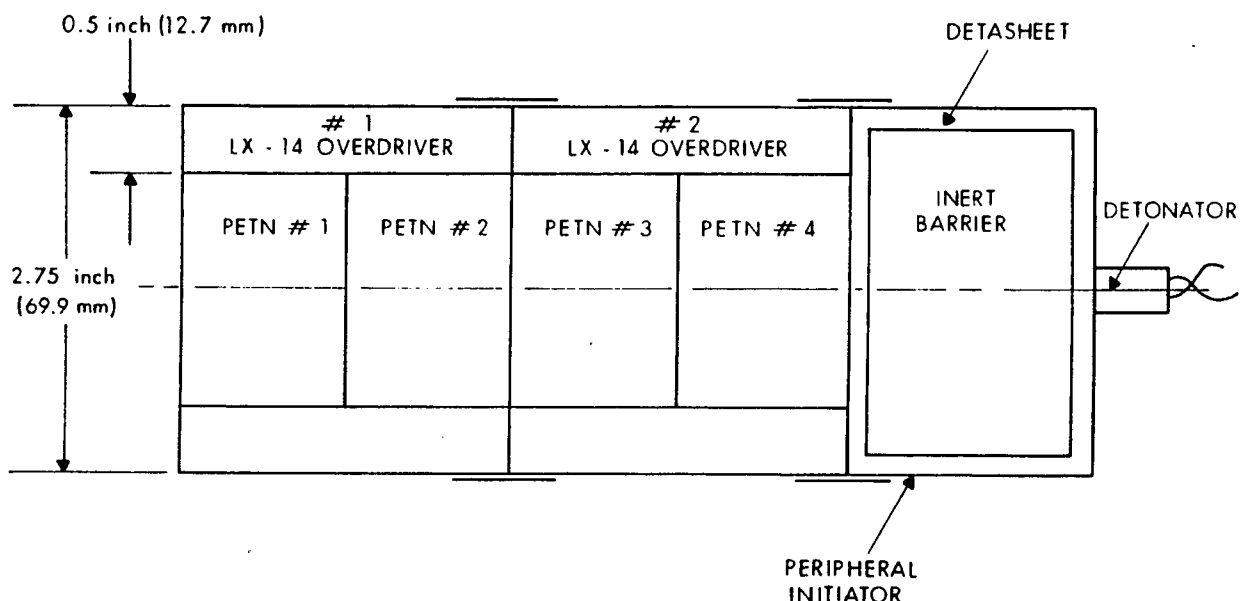 0.5 inch (12.7 mm)
DETASHEET
# 1
LX - 14 OVERDRIVER
#2
LX - 14 OVERDRIVER
INERT
BARRIER
DETONATOR
PETN # 1
PETN #2
PETN #3
PETN #4
2.75 inch
(69.9 mm)
PERIPHERAL
INITIATOR